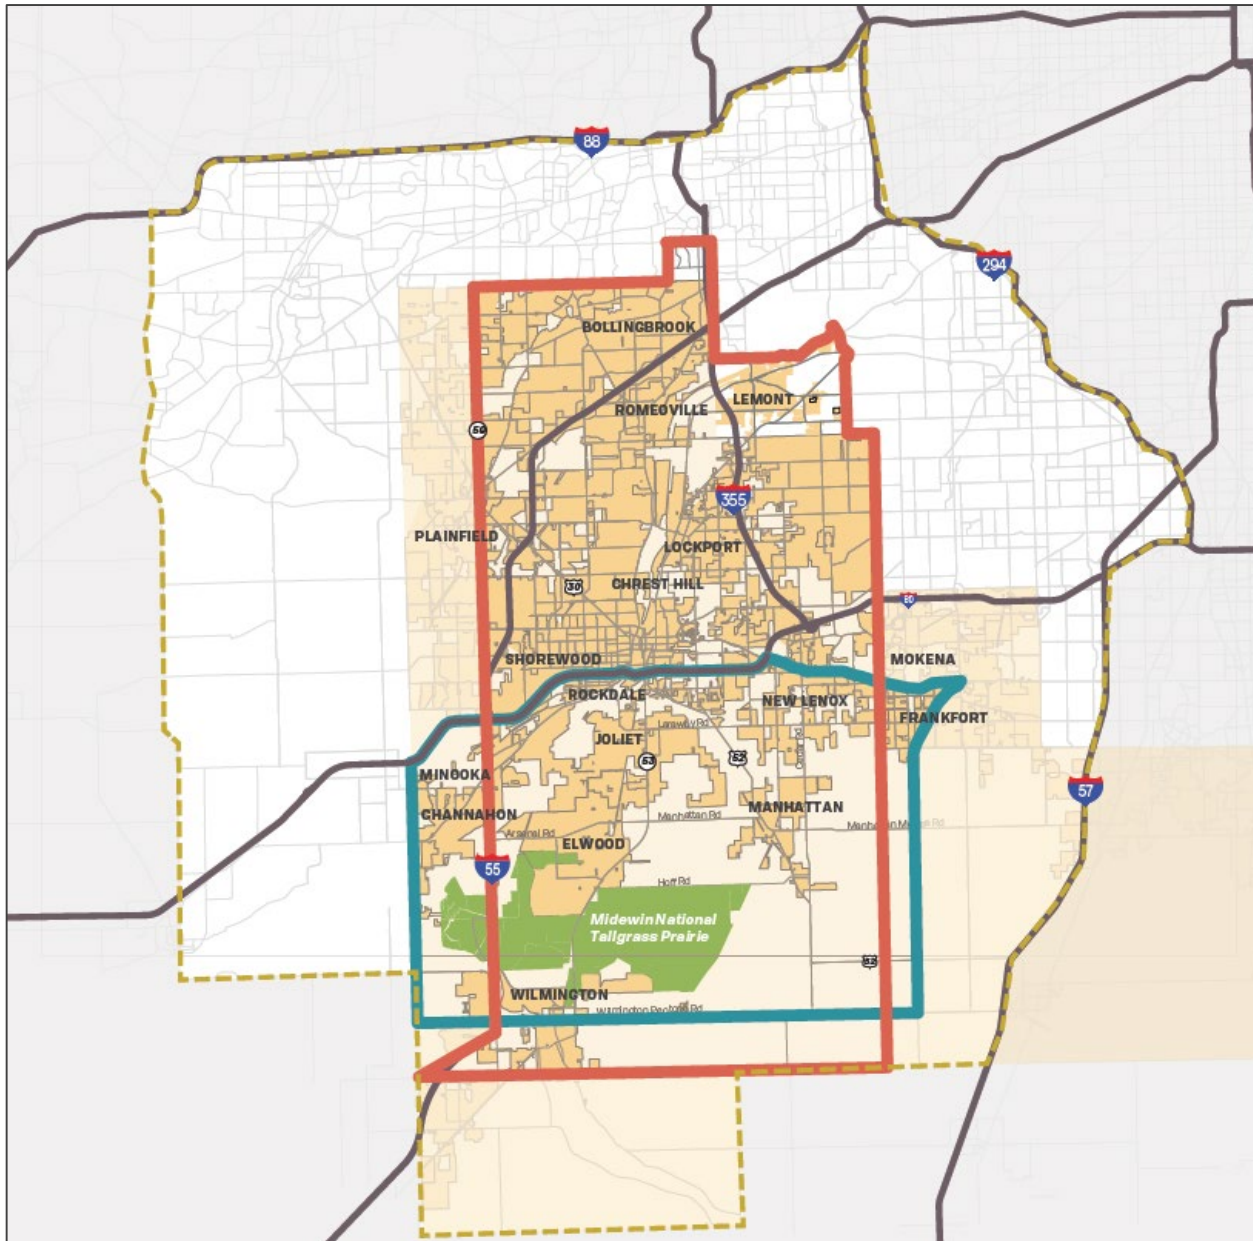 88
294
BOLLINGBROOK
LEMONT
ROMEOVILLE
59
355
PLAINFIELD
LOCKPORT
CHREST HILL
30
80
SHOREWOOD
MOKENA
ROCKDALE
NEW LENOX
FRANKFORT
Laraway Rd
JOLIET
53
52
MINOOKA
57
CHANNAHON
MANHATTAN
Manhattan Rd
Arsenal Rd
ELWOOD
55
Hoff Rd
Midewin National
Tallgrass Prairie
52
WILMINGTON